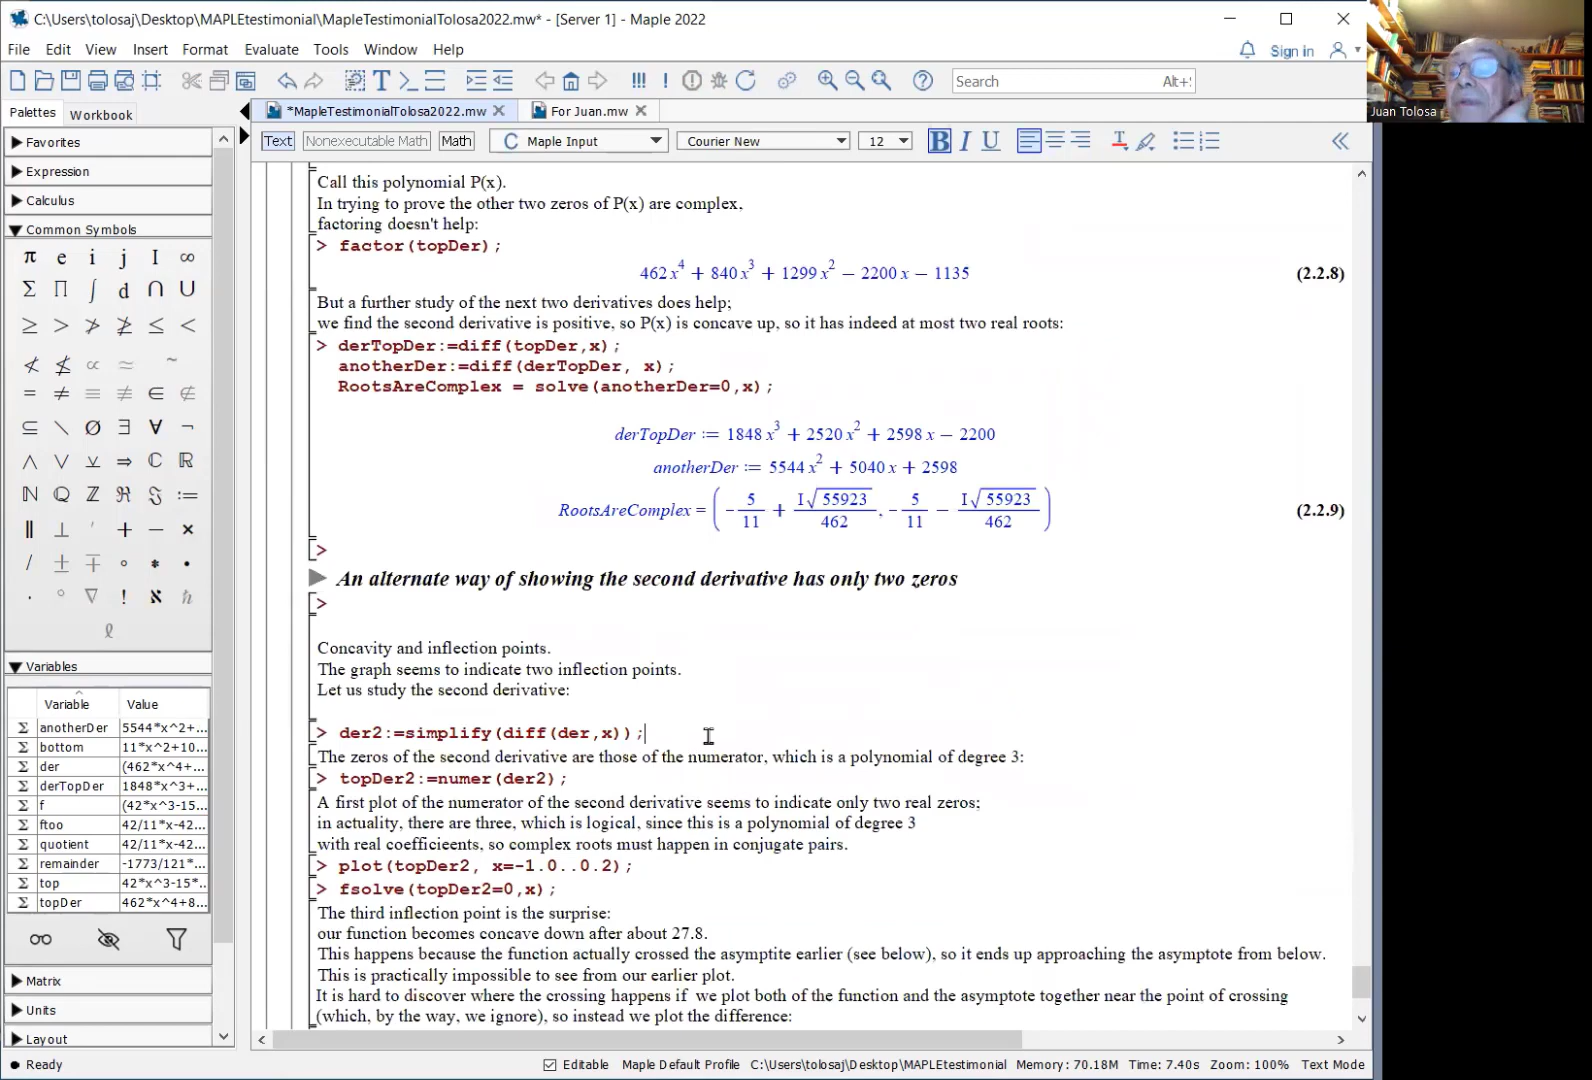 C:\Users\tolosaj\Desktop\MAPLEtestimonial\MapleTestimonialTolosa2022.mw* - [Server 1] - Maple 2022
File Edit View Insert Format Evaluate Tools Window Help
Sign in
Search Alt+S
Juan Tolosa
Palettes Workbook
*MapleTestimonialTolosa2022.mw For Juan.mw
Text Nonexecutable Math Math C Maple Input Courier New 12 B I U
Favorites
Expression
Calculus
Common Symbols
π e i j I ∞
Σ Π ∫ d ∩ ∪
≥ > ≯ ≱ ≤ <
≮ ≰ ∝ ≈ ~
= ≠ ≡ ≢ ∈ ∉
⊆ \ Ø ∃ ∀ ¬
∧ ∨ ⊻ ⇒ ℂ ℝ
ℕ ℚ ℤ ℜ ℑ :=
∥ ⊥ ′ + − ×
/ ± ∓ ∘ * •
· ° ∇ ! ℵ ℏ
ℓ
Variables
Variable Value
Σ anotherDer 5544*x^2+...
Σ bottom 11*x^2+10...
Σ der (462*x^4+...
Σ derTopDer 1848*x^3+...
Σ f (42*x^3-15...
Σ ftoo 42/11*x-42...
Σ quotient 42/11*x-42...
Σ remainder -1773/121*...
Σ top 42*x^3-15*..
Σ topDer 462*x^4+8...
Matrix
Units
Layout
Call this polynomial P(x).
In trying to prove the other two zeros of P(x) are complex,
factoring doesn't help:
> factor(topDer);
462 x^4 + 840 x^3 + 1299 x^2 − 2200 x − 1135 (2.2.8)
But a further study of the next two derivatives does help;
we find the second derivative is positive, so P(x) is concave up, so it has indeed at most two real roots:
> derTopDer:=diff(topDer,x);
anotherDer:=diff(derTopDer, x);
RootsAreComplex = solve(anotherDer=0,x);
derTopDer := 1848 x^3 + 2520 x^2 + 2598 x − 2200
anotherDer := 5544 x^2 + 5040 x + 2598
RootsAreComplex = ( −5/11 + I√55923/462, −5/11 − I√55923/462 ) (2.2.9)
>
An alternate way of showing the second derivative has only two zeros
>
Concavity and inflection points.
The graph seems to indicate two inflection points.
Let us study the second derivative:
> der2:=simplify(diff(der,x));
The zeros of the second derivative are those of the numerator, which is a polynomial of degree 3:
> topDer2:=numer(der2);
A first plot of the numerator of the second derivative seems to indicate only two real zeros;
in actuality, there are three, which is logical, since this is a polynomial of degree 3
with real coefficieents, so complex roots must happen in conjugate pairs.
> plot(topDer2, x=-1.0..0.2);
> fsolve(topDer2=0,x);
The third inflection point is the surprise:
our function becomes concave down after about 27.8.
This happens because the function actually crossed the asymptite earlier (see below), so it ends up approaching the asymptote from below.
This is practically impossible to see from our earlier plot.
It is hard to discover where the crossing happens if we plot both of the function and the asymptote together near the point of crossing
(which, by the way, we ignore), so instead we plot the difference:
Ready Editable Maple Default Profile C:\Users\tolosaj\Desktop\MAPLEtestimonial Memory: 70.18M Time: 7.40s Zoom: 100% Text Mode